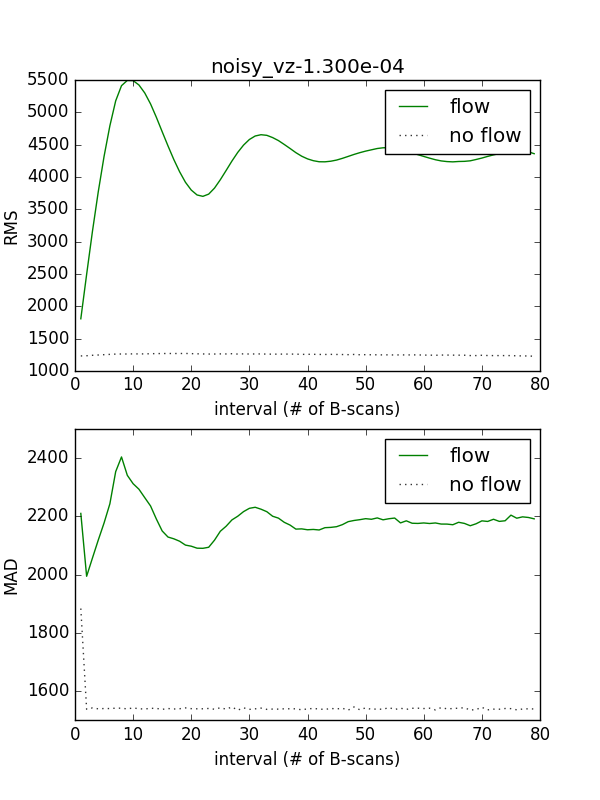 noisy_vz-1.300e-04
5500
5000
4500
4000
3500
3000
2500
2000
1500
1000
RMS
flow
no flow
0 10 20 30 40 50 60 70 80
interval (# of B-scans)
2400
2200
2000
1800
1600
MAD
flow
no flow
0 10 20 30 40 50 60 70 80
interval (# of B-scans)